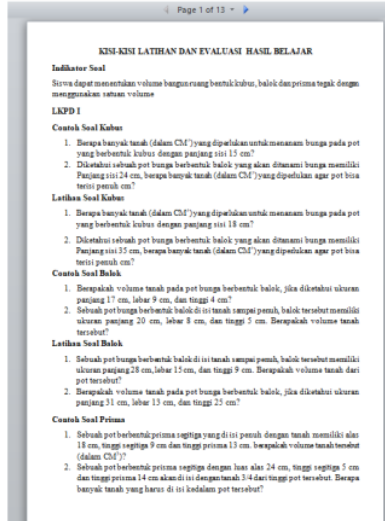 Page 1 of 13
KISI-KISI LATIHAN DAN EVALUASI HASIL BELAJAR
Indikator Soal
Siswa dapat menentukan volume bangun ruang bentuk kubus, balok dan prisma tegak dengan
menggunakan satuan volume
LKPD I
Contoh Soal Kubus
1. Berapa banyak tanah (dalam CM³) yang diperlukan untuk menanam bunga pada pot
yang berbentuk kubus dengan panjang sisi 15 cm?
2. Diketahui sebuah pot bunga berbentuk balok yang akan ditanami bunga memiliki
Panjang sisi 24 cm, berapa banyak tanah (dalam CM³) yang diperlukan agar pot bisa
terisi penuh cm?
Latihan Soal Kubus
1. Berapa banyak tanah (dalam CM³) yang diperlukan untuk menanam bunga pada pot
yang berbentuk kubus dengan panjang sisi 18 cm?
2. Diketahui sebuah pot bunga berbentuk balok yang akan ditanami bunga memiliki
Panjang sisi 35 cm, berapa banyak tanah (dalam CM³) yang diperlukan agar pot bisa
terisi penuh cm?
Contoh Soal Balok
1. Berapakah volume tanah pada pot bunga berbentuk balok, jika diketahui ukuran
panjang 17 cm, lebar 9 cm, dan tinggi 4 cm?
2. Sebuah pot bunga berbentuk balok di isi tanah sampai penuh, balok tersebut memiliki
ukuran panjang 20 cm, lebar 8 cm, dan tinggi 5 cm. Berapakah volume tanah
tersebut?
Latihan Soal Balok
1. Sebuah pot bunga berbentuk balok di isi tanah sampai penuh, balok tersebut memiliki
ukuran panjang 28 cm, lebar 15 cm, dan tinggi 9 cm. Berapakah volume tanah dari
pot tersebut?
2. Berapakah volume tanah pada pot bunga berbentuk balok, jika diketahui ukuran
panjang 31 cm, lebar 13 cm, dan tinggi 25 cm?
Contoh Soal Prisma
1. Sebuah pot berbentuk prisma segitiga yang di isi penuh dengan tanah memiliki alas
18 cm, tinggi segitiga 9 cm dan tinggi prisma 13 cm. berapakah volume tanah tersebut
(dalam CM³)?
2. Sebuah pot berbentuk prisma segitiga dengan luas alas 24 cm, tinggi segitiga 5 cm
dan tinggi prisma 14 cm akan di isi dengan tanah 3/4 dari tinggi pot tersebut. Berapa
banyak tanah yang harus di isi kedalam pot tersebut?